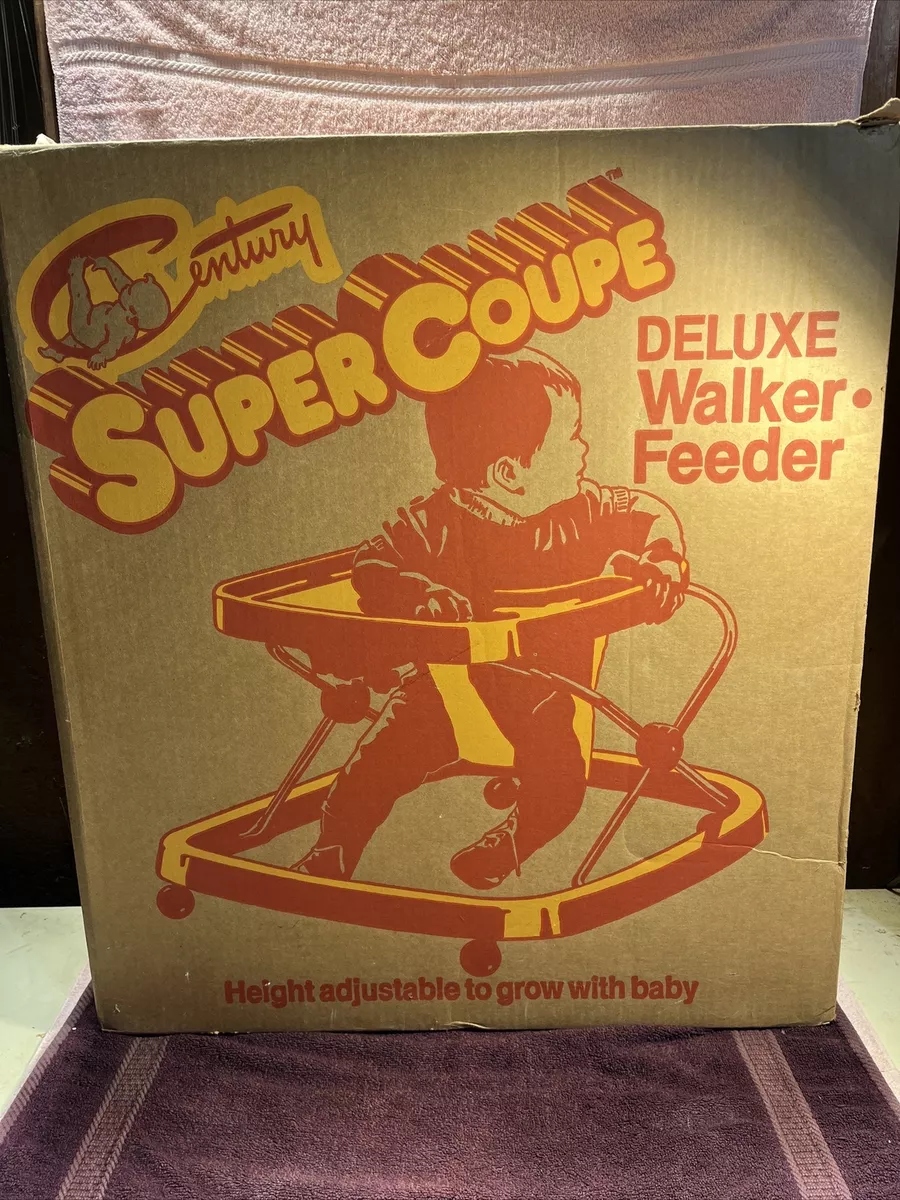 Century
SUPER COUPE™
DELUXE
Walker •
Feeder
Height adjustable to grow with baby